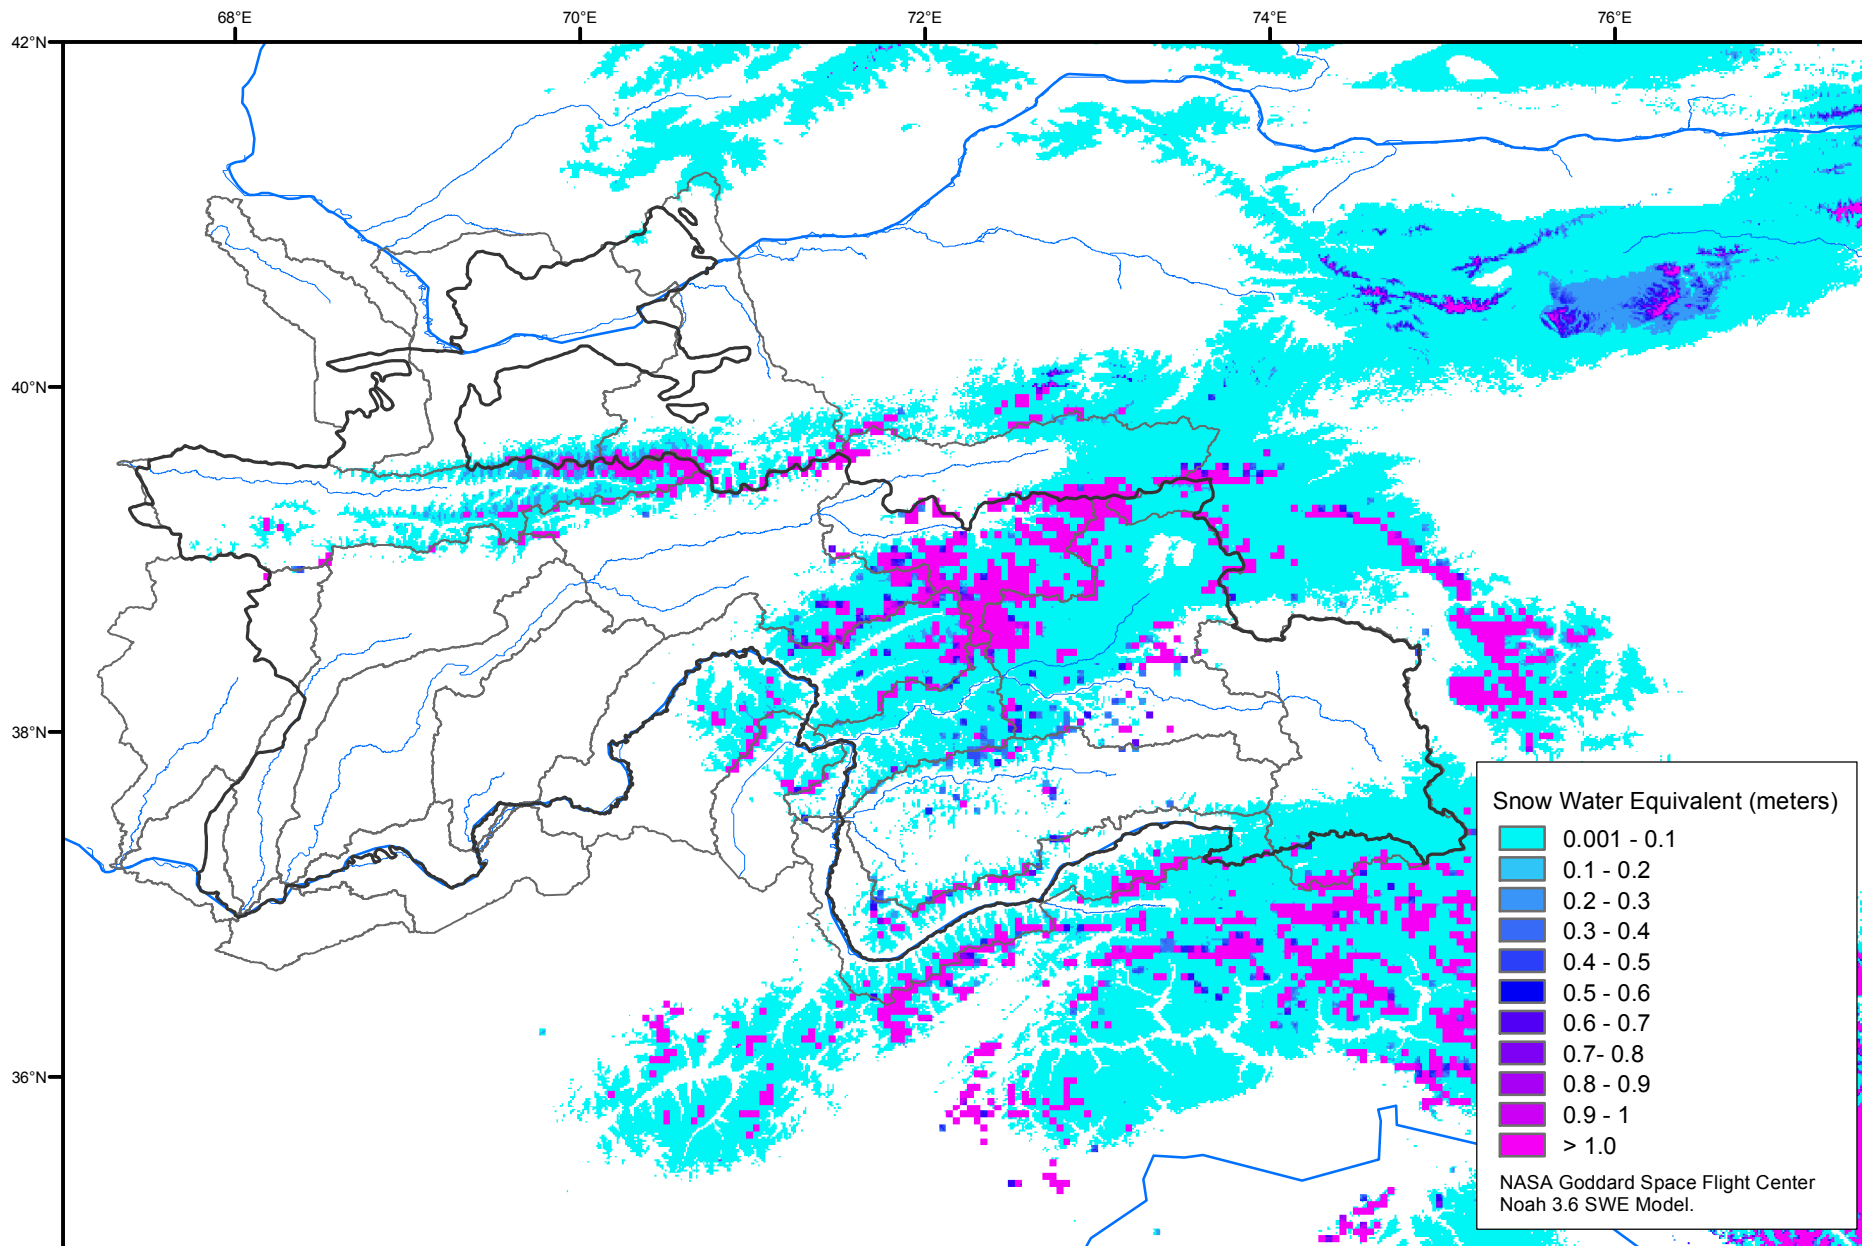 68°E
70°E
72°E
74°E
76°E
42°N
40°N
38°N
36°N
Snow Water Equivalent (meters)
0.001 - 0.1
0.1 - 0.2
0.2 - 0.3
0.3 - 0.4
0.4 - 0.5
0.5 - 0.6
0.6 - 0.7
0.7- 0.8
0.8 - 0.9
0.9 - 1
> 1.0
NASA Goddard Space Flight Center
Noah 3.6 SWE Model.